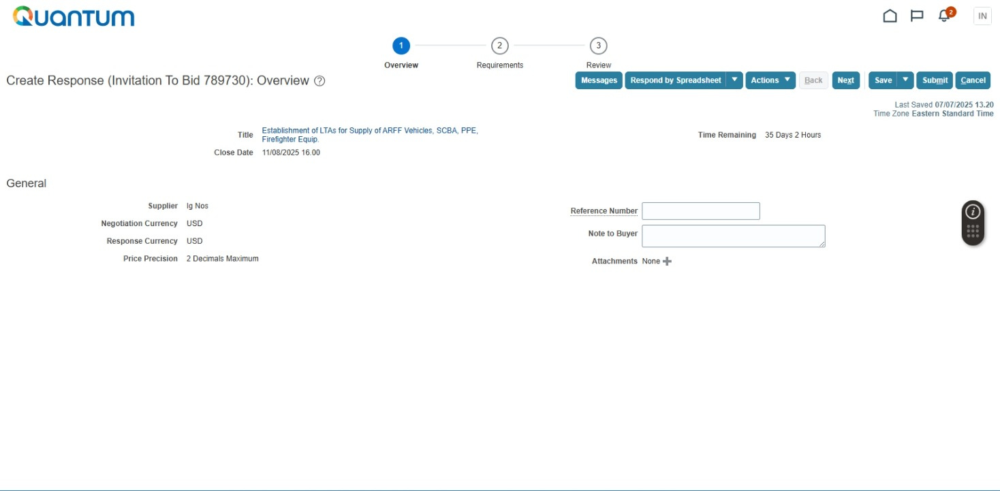 QUANTUM
2
IN
1
2
3
Overview
Requirements
Review
Create Response (Invitation To Bid 789730): Overview ?
Messages
Respond by Spreadsheet
Actions
Back
Next
Save
Submit
Cancel
Last Saved 07/07/2025 13.20
Time Zone Eastern Standard Time
Title Establishment of LTAs for Supply of ARFF Vehicles, SCBA, PPE,
Firefighter Equip.
Time Remaining 35 Days 2 Hours
Close Date 11/08/2025 16.00
General
Supplier Ig Nos
Negotiation Currency USD
Response Currency USD
Price Precision 2 Decimals Maximum
Reference Number
Note to Buyer
Attachments None
i